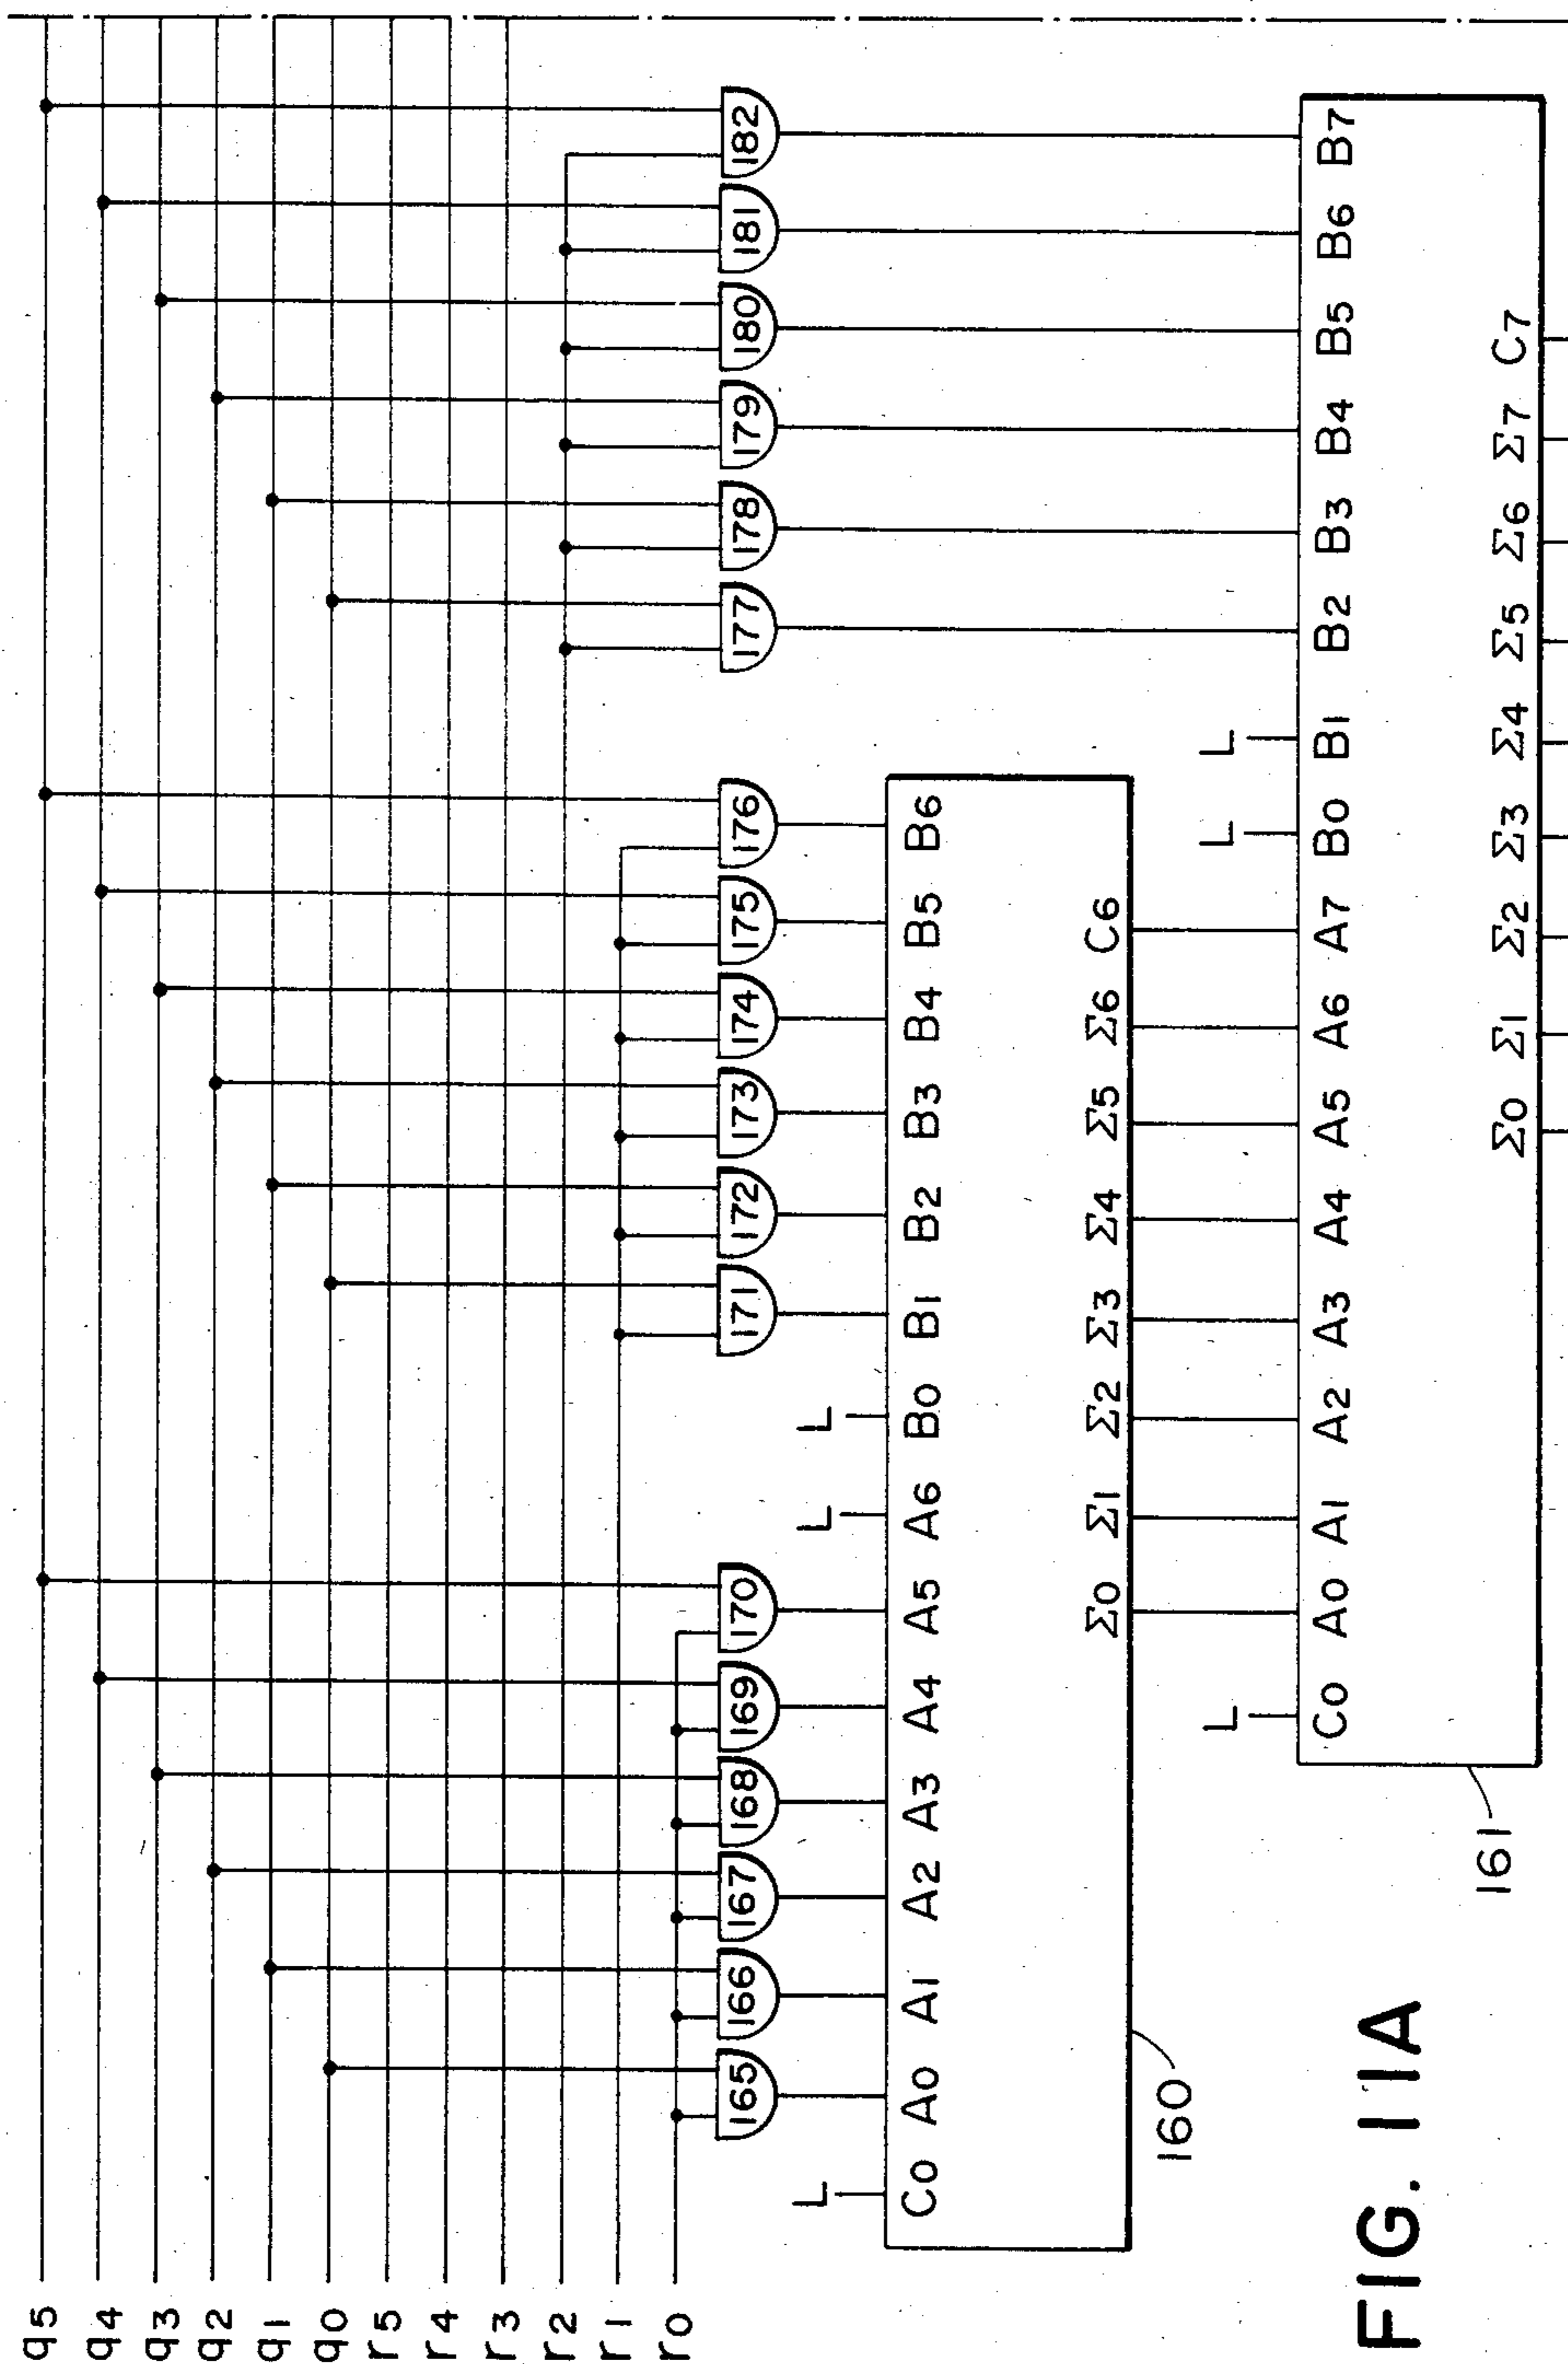 q5
q4
q3
q2
q1
q0
r5
r4
r3
r2
r1
r0
165 166 167 168 169 170 171 172 173 174 175 176 177 178 179 180 181 182
L L L
C0 A0 A1 A2 A3 A4 A5 A6 B0 B1 B2 B3 B4 B5 B6
Σ0 Σ1 Σ2 Σ3 Σ4 Σ5 Σ6 C6
160
L L L
C0 A0 A1 A2 A3 A4 A5 A6 A7 B0 B1 B2 B3 B4 B5 B6 B7
Σ0 Σ1 Σ2 Σ3 Σ4 Σ5 Σ6 Σ7 C7
161
FIG. 11A